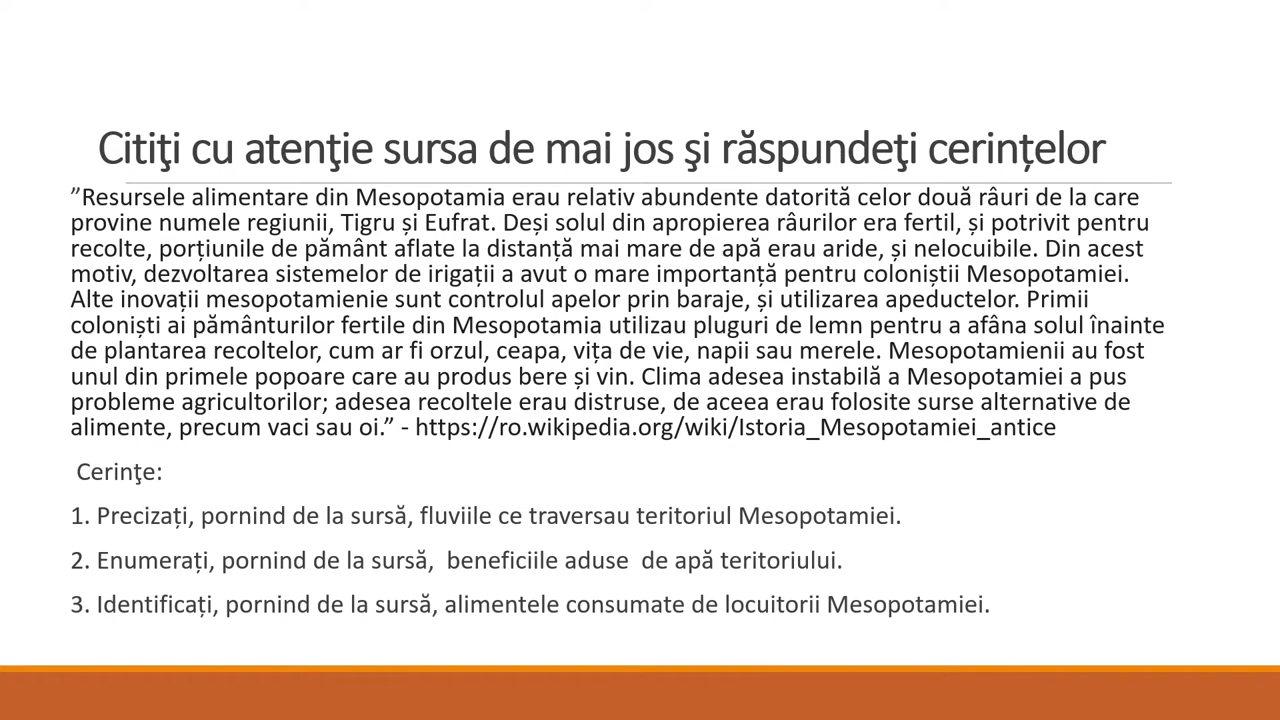 Citiţi cu atenţie sursa de mai jos şi răspundeţi cerințelor
”Resursele alimentare din Mesopotamia erau relativ abundente datorită celor două râuri de la care
provine numele regiunii, Tigru și Eufrat. Deși solul din apropierea râurilor era fertil, și potrivit pentru
recolte, porțiunile de pământ aflate la distanță mai mare de apă erau aride, și nelocuibile. Din acest
motiv, dezvoltarea sistemelor de irigații a avut o mare importanță pentru coloniștii Mesopotamiei.
Alte inovații mesopotamienie sunt controlul apelor prin baraje, și utilizarea apeductelor. Primii
coloniști ai pământurilor fertile din Mesopotamia utilizau pluguri de lemn pentru a afâna solul înainte
de plantarea recoltelor, cum ar fi orzul, ceapa, vița de vie, napii sau merele. Mesopotamienii au fost
unul din primele popoare care au produs bere și vin. Clima adesea instabilă a Mesopotamiei a pus
probleme agricultorilor; adesea recoltele erau distruse, de aceea erau folosite surse alternative de
alimente, precum vaci sau oi.” - https://ro.wikipedia.org/wiki/Istoria_Mesopotamiei_antice
Cerinţe:
1. Precizați, pornind de la sursă, fluviile ce traversau teritoriul Mesopotamiei.
2. Enumerați, pornind de la sursă, beneficiile aduse de apă teritoriului.
3. Identificați, pornind de la sursă, alimentele consumate de locuitorii Mesopotamiei.